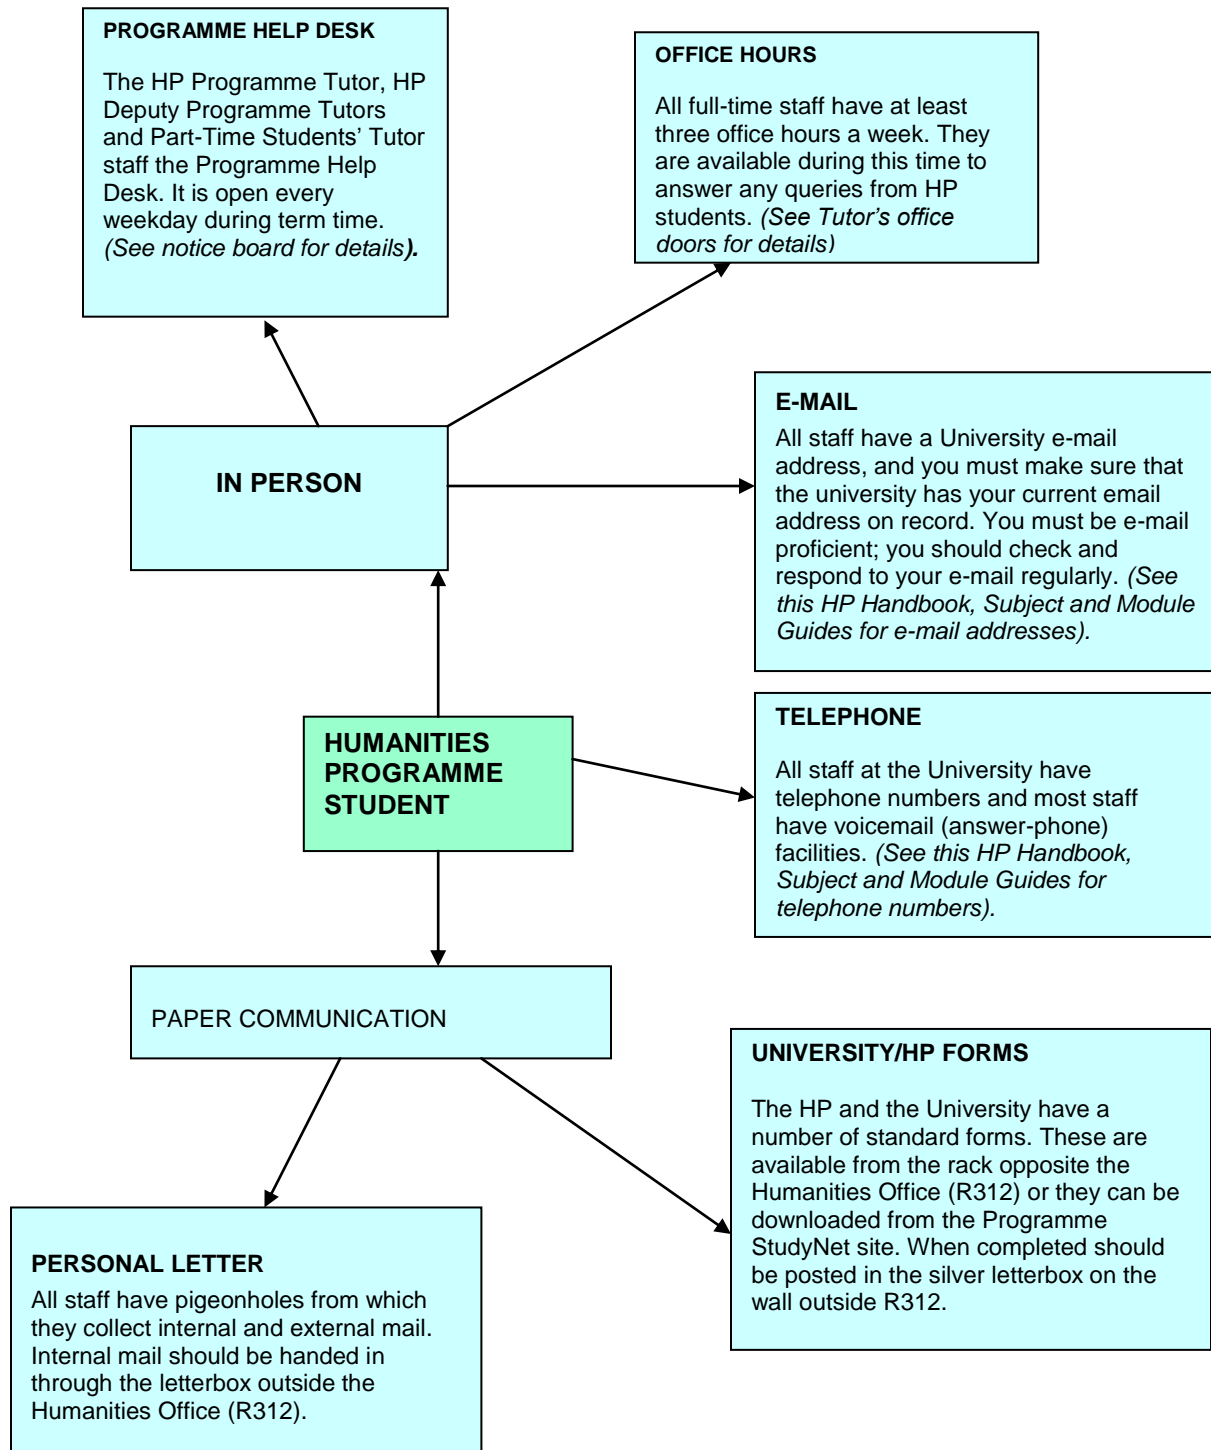 PROGRAMME HELP DESK
The HP Programme Tutor, HP
Deputy Programme Tutors
and Part-Time Students’ Tutor
staff the Programme Help
Desk. It is open every
weekday during term time.
(See notice board for details).
OFFICE HOURS
All full-time staff have at least
three office hours a week. They
are available during this time to
answer any queries from HP
students. (See Tutor’s office
doors for details)
IN PERSON
E-MAIL
All staff have a University e-mail
address, and you must make sure that
the university has your current email
address on record. You must be e-mail
proficient; you should check and
respond to your e-mail regularly. (See
this HP Handbook, Subject and Module
Guides for e-mail addresses).
HUMANITIES
PROGRAMME
STUDENT
TELEPHONE
All staff at the University have
telephone numbers and most staff
have voicemail (answer-phone)
facilities. (See this HP Handbook,
Subject and Module Guides for
telephone numbers).
PAPER COMMUNICATION
UNIVERSITY/HP FORMS
The HP and the University have a
number of standard forms. These are
available from the rack opposite the
Humanities Office (R312) or they can be
downloaded from the Programme
StudyNet site. When completed should
be posted in the silver letterbox on the
wall outside R312.
PERSONAL LETTER
All staff have pigeonholes from which
they collect internal and external mail.
Internal mail should be handed in
through the letterbox outside the
Humanities Office (R312).